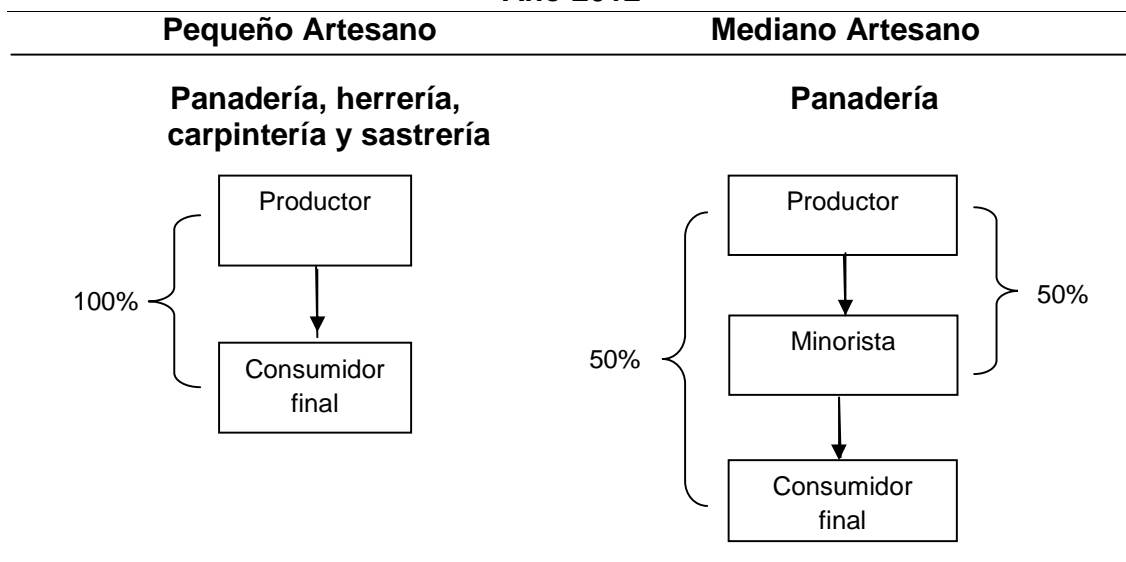 Pequeño Artesano
Mediano Artesano
Panadería, herrería,
carpintería y sastrería
Panadería
Productor
100%
Consumidor
final
Productor
50%
Minorista
50%
Consumidor
final